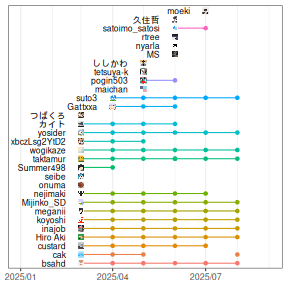 moeki
久住哲
satoimo_satosi
rtree
nyarla
MS
ししかわ
tetsuya-k
pogin503
maichan
suto3
Gattxxa
つばくろ
カイト
yosider
xbczLsg2YtD2
wogikaze
taktamur
Summer498
seibe
onuma
nejimaki
Mijinko_SD
meganii
koyoshi
inajob
Hiro Aki
custard
cak
bsahd
2025/01 2025/04 2025/07